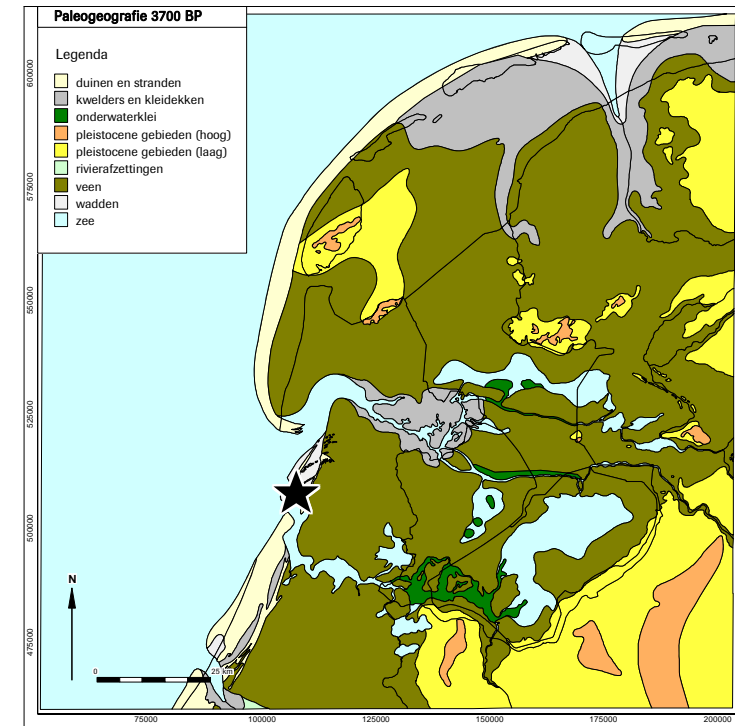 Paleogeografie 3700 BP
Legenda
duinen en stranden
kwelders en kleidekken
onderwaterklei
pleistocene gebieden (hoog)
pleistocene gebieden (laag)
rivierafzettingen
veen
wadden
zee
600000
575000
550000
525000
500000
475000
N
0 25 km
75000 100000 125000 150000 175000 200000